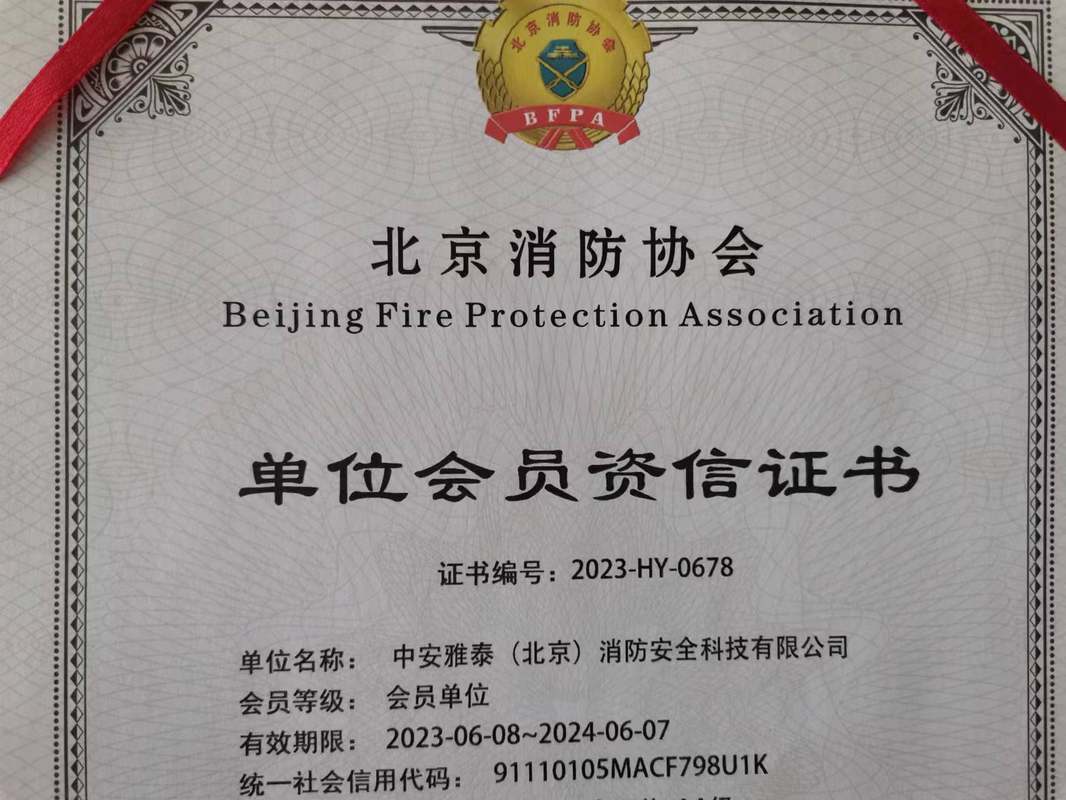 北京消防协会
BFPA
北京消防协会
Beijing Fire Protection Association
单位会员资信证书
证书编号：2023-HY-0678
单位名称： 中安雅泰（北京）消防安全科技有限公司
会员等级： 会员单位
有效期限： 2023-06-08~2024-06-07
统一社会信用代码： 91110105MACF798U1K